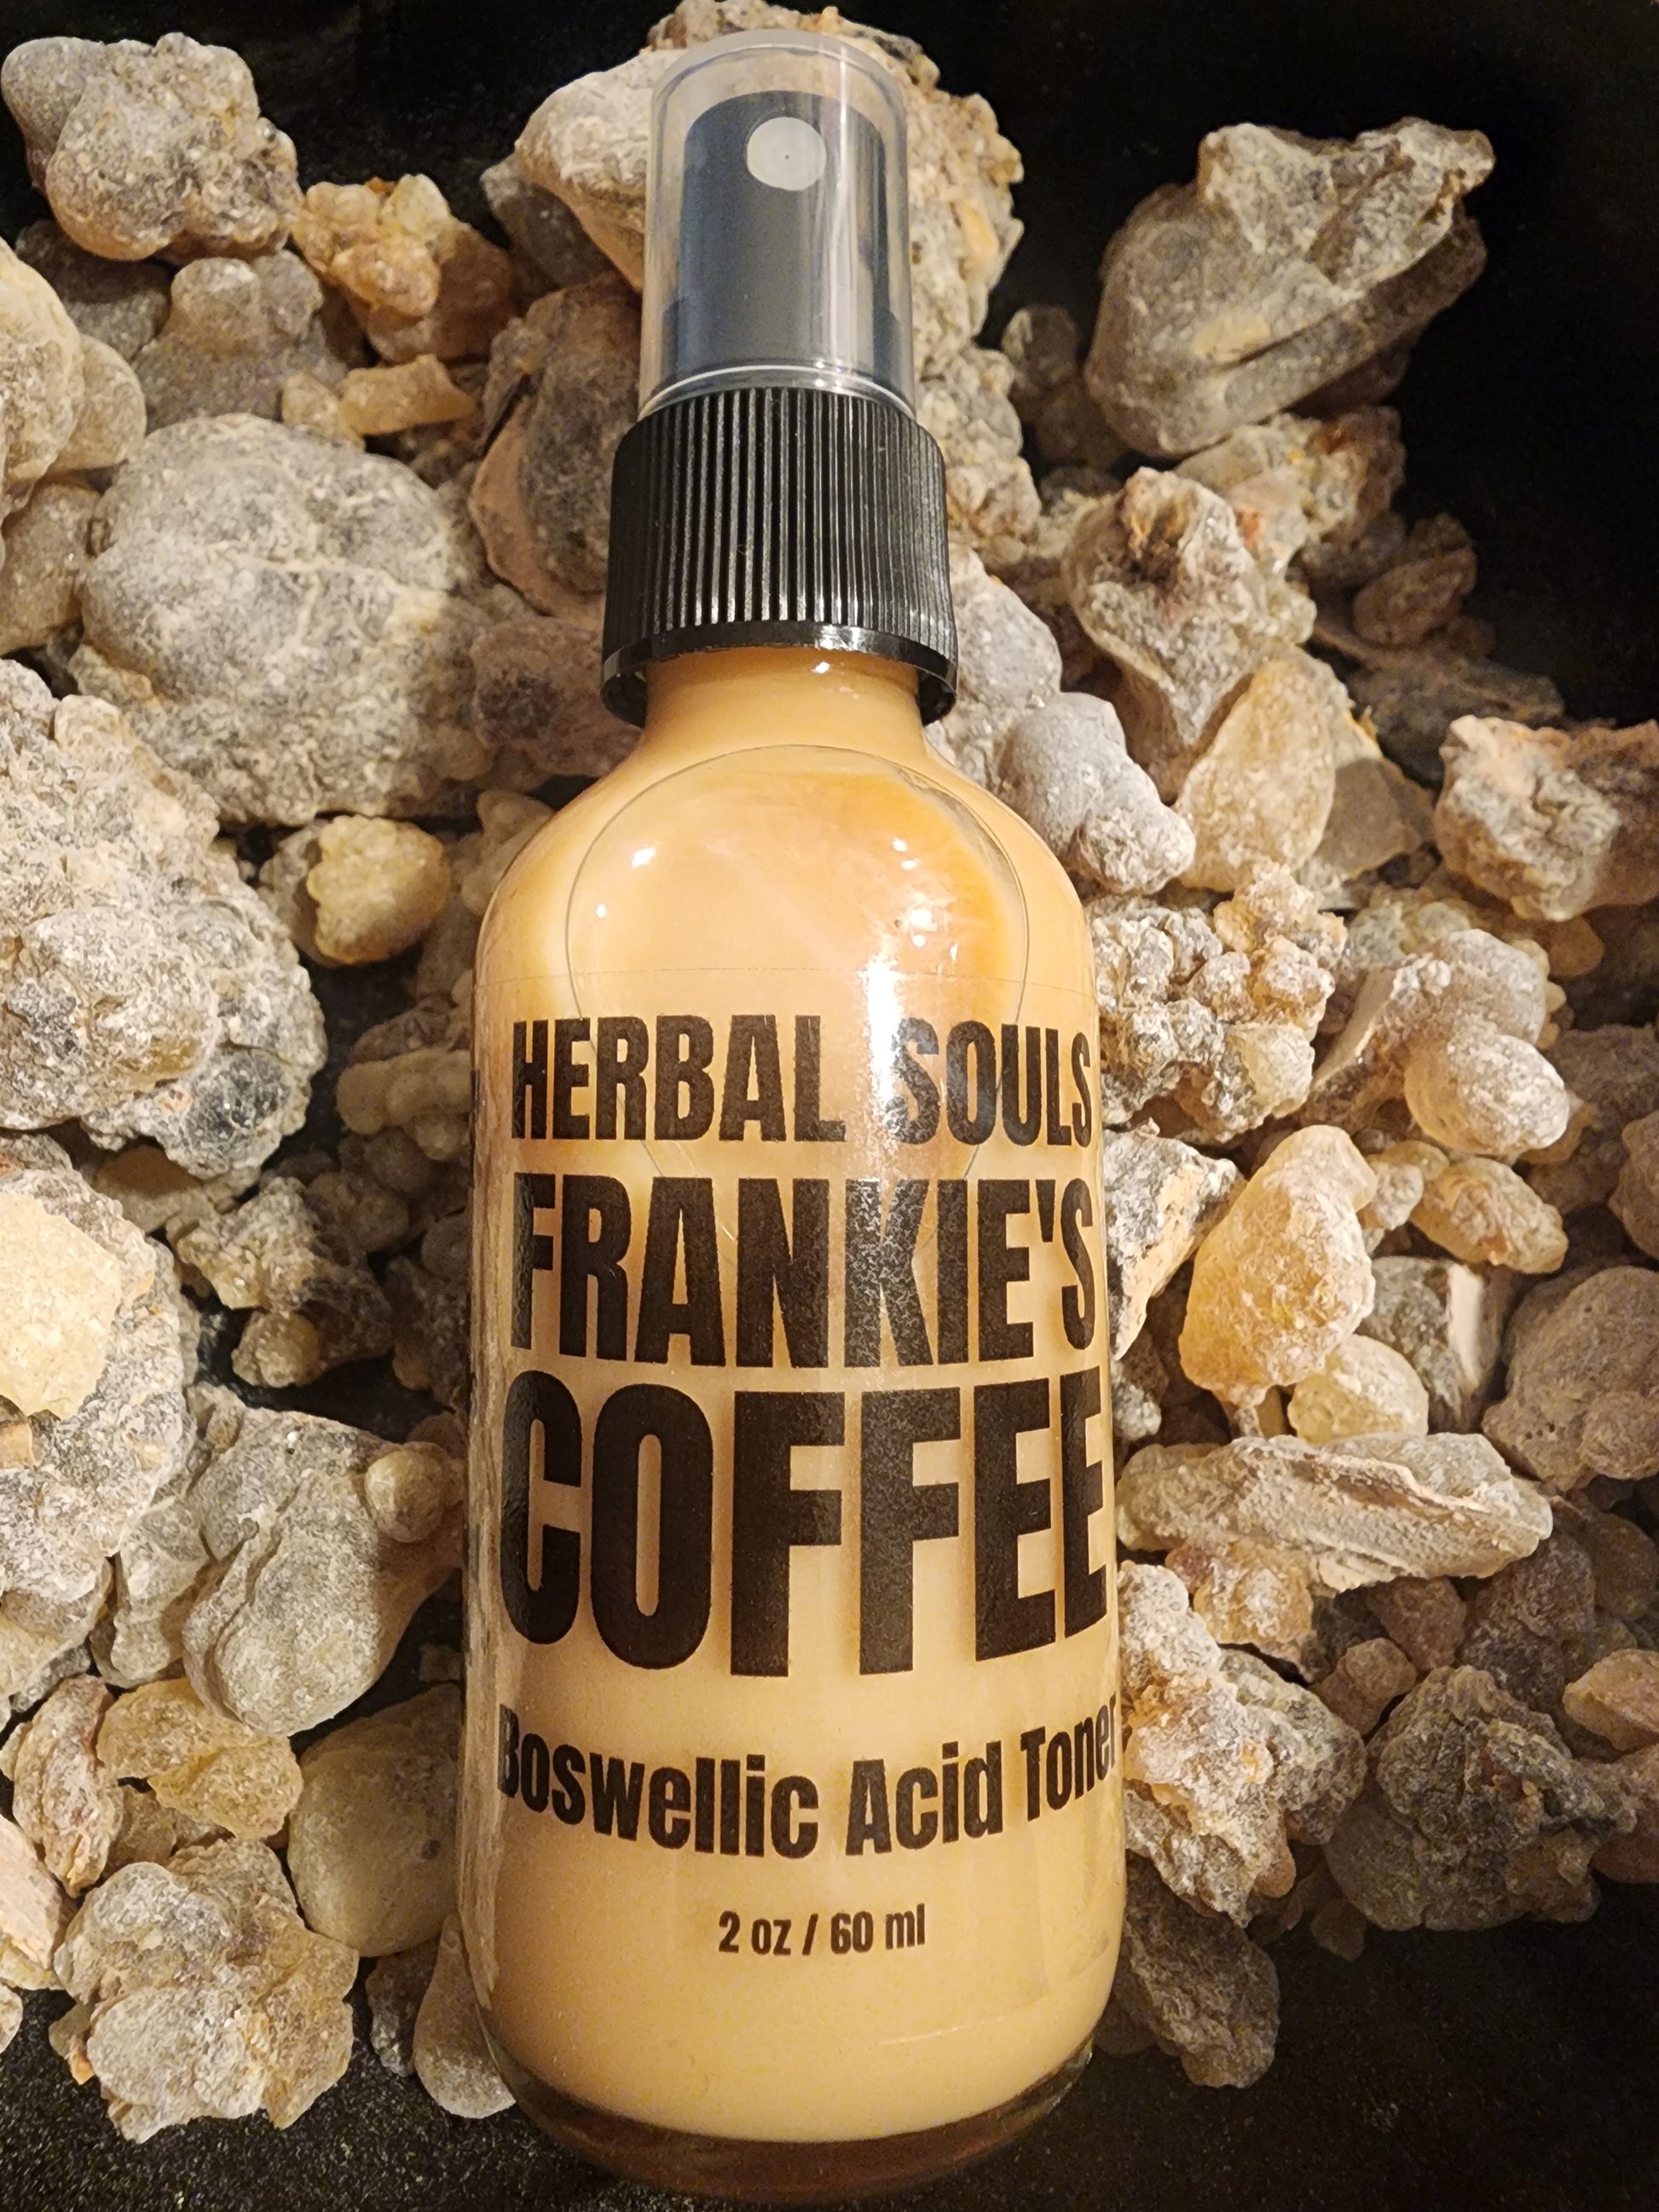 HERBAL SOULS
FRANKIE'S
COFFEE
Boswellic Acid Toner
2 oz / 60 ml